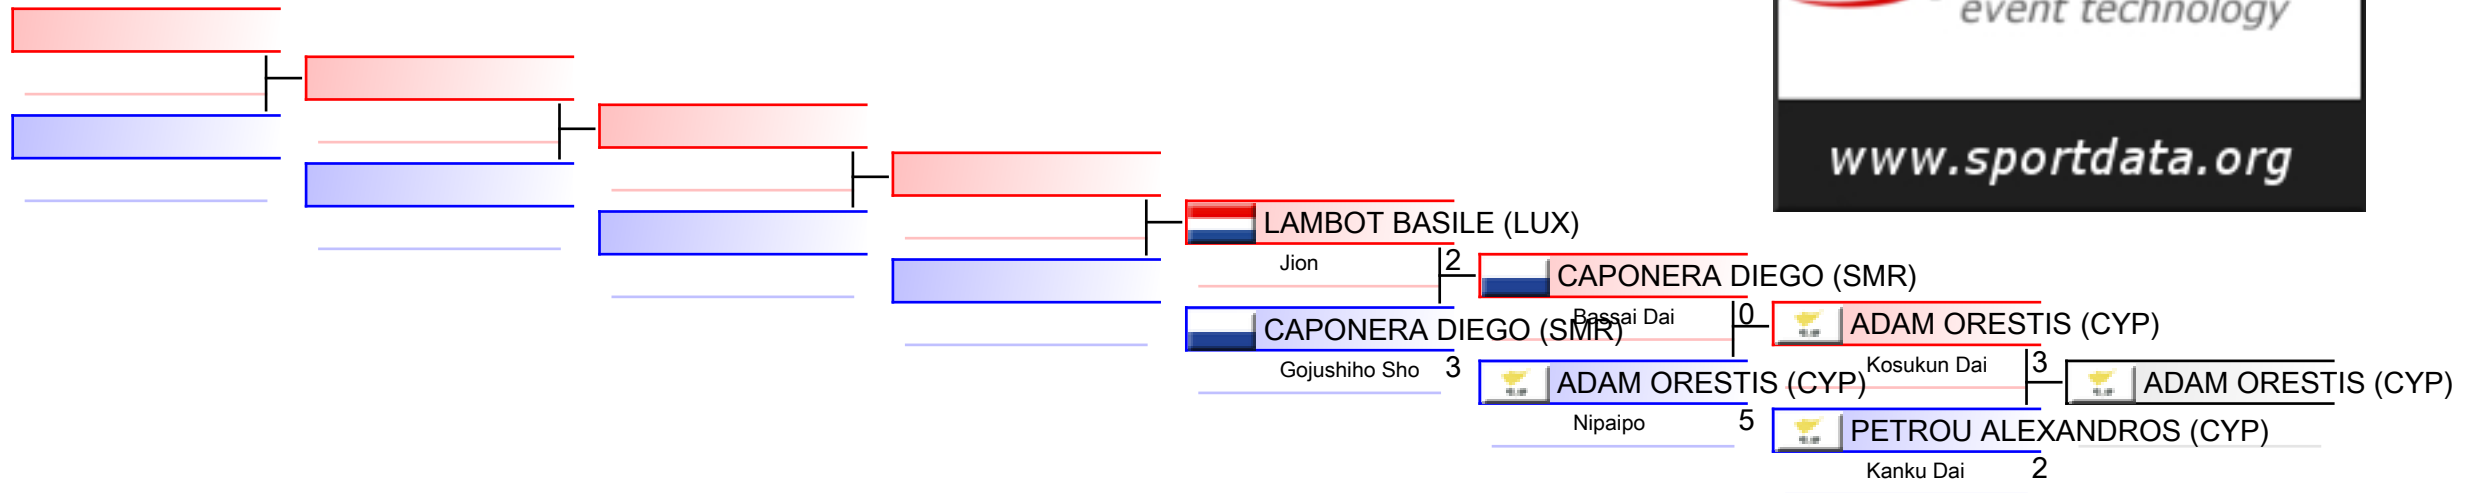 event technology
www.sportdata.org
LAMBOT BASILE (LUX)
Jion
2
CAPONERA DIEGO (SMR)
Gojushiho Sho
3
CAPONERA DIEGO (SMR)
Bassai Dai
0
ADAM ORESTIS (CYP)
Nipaipo
5
ADAM ORESTIS (CYP)
Kosukun Dai
3
PETROU ALEXANDROS (CYP)
Kanku Dai
2
ADAM ORESTIS (CYP)